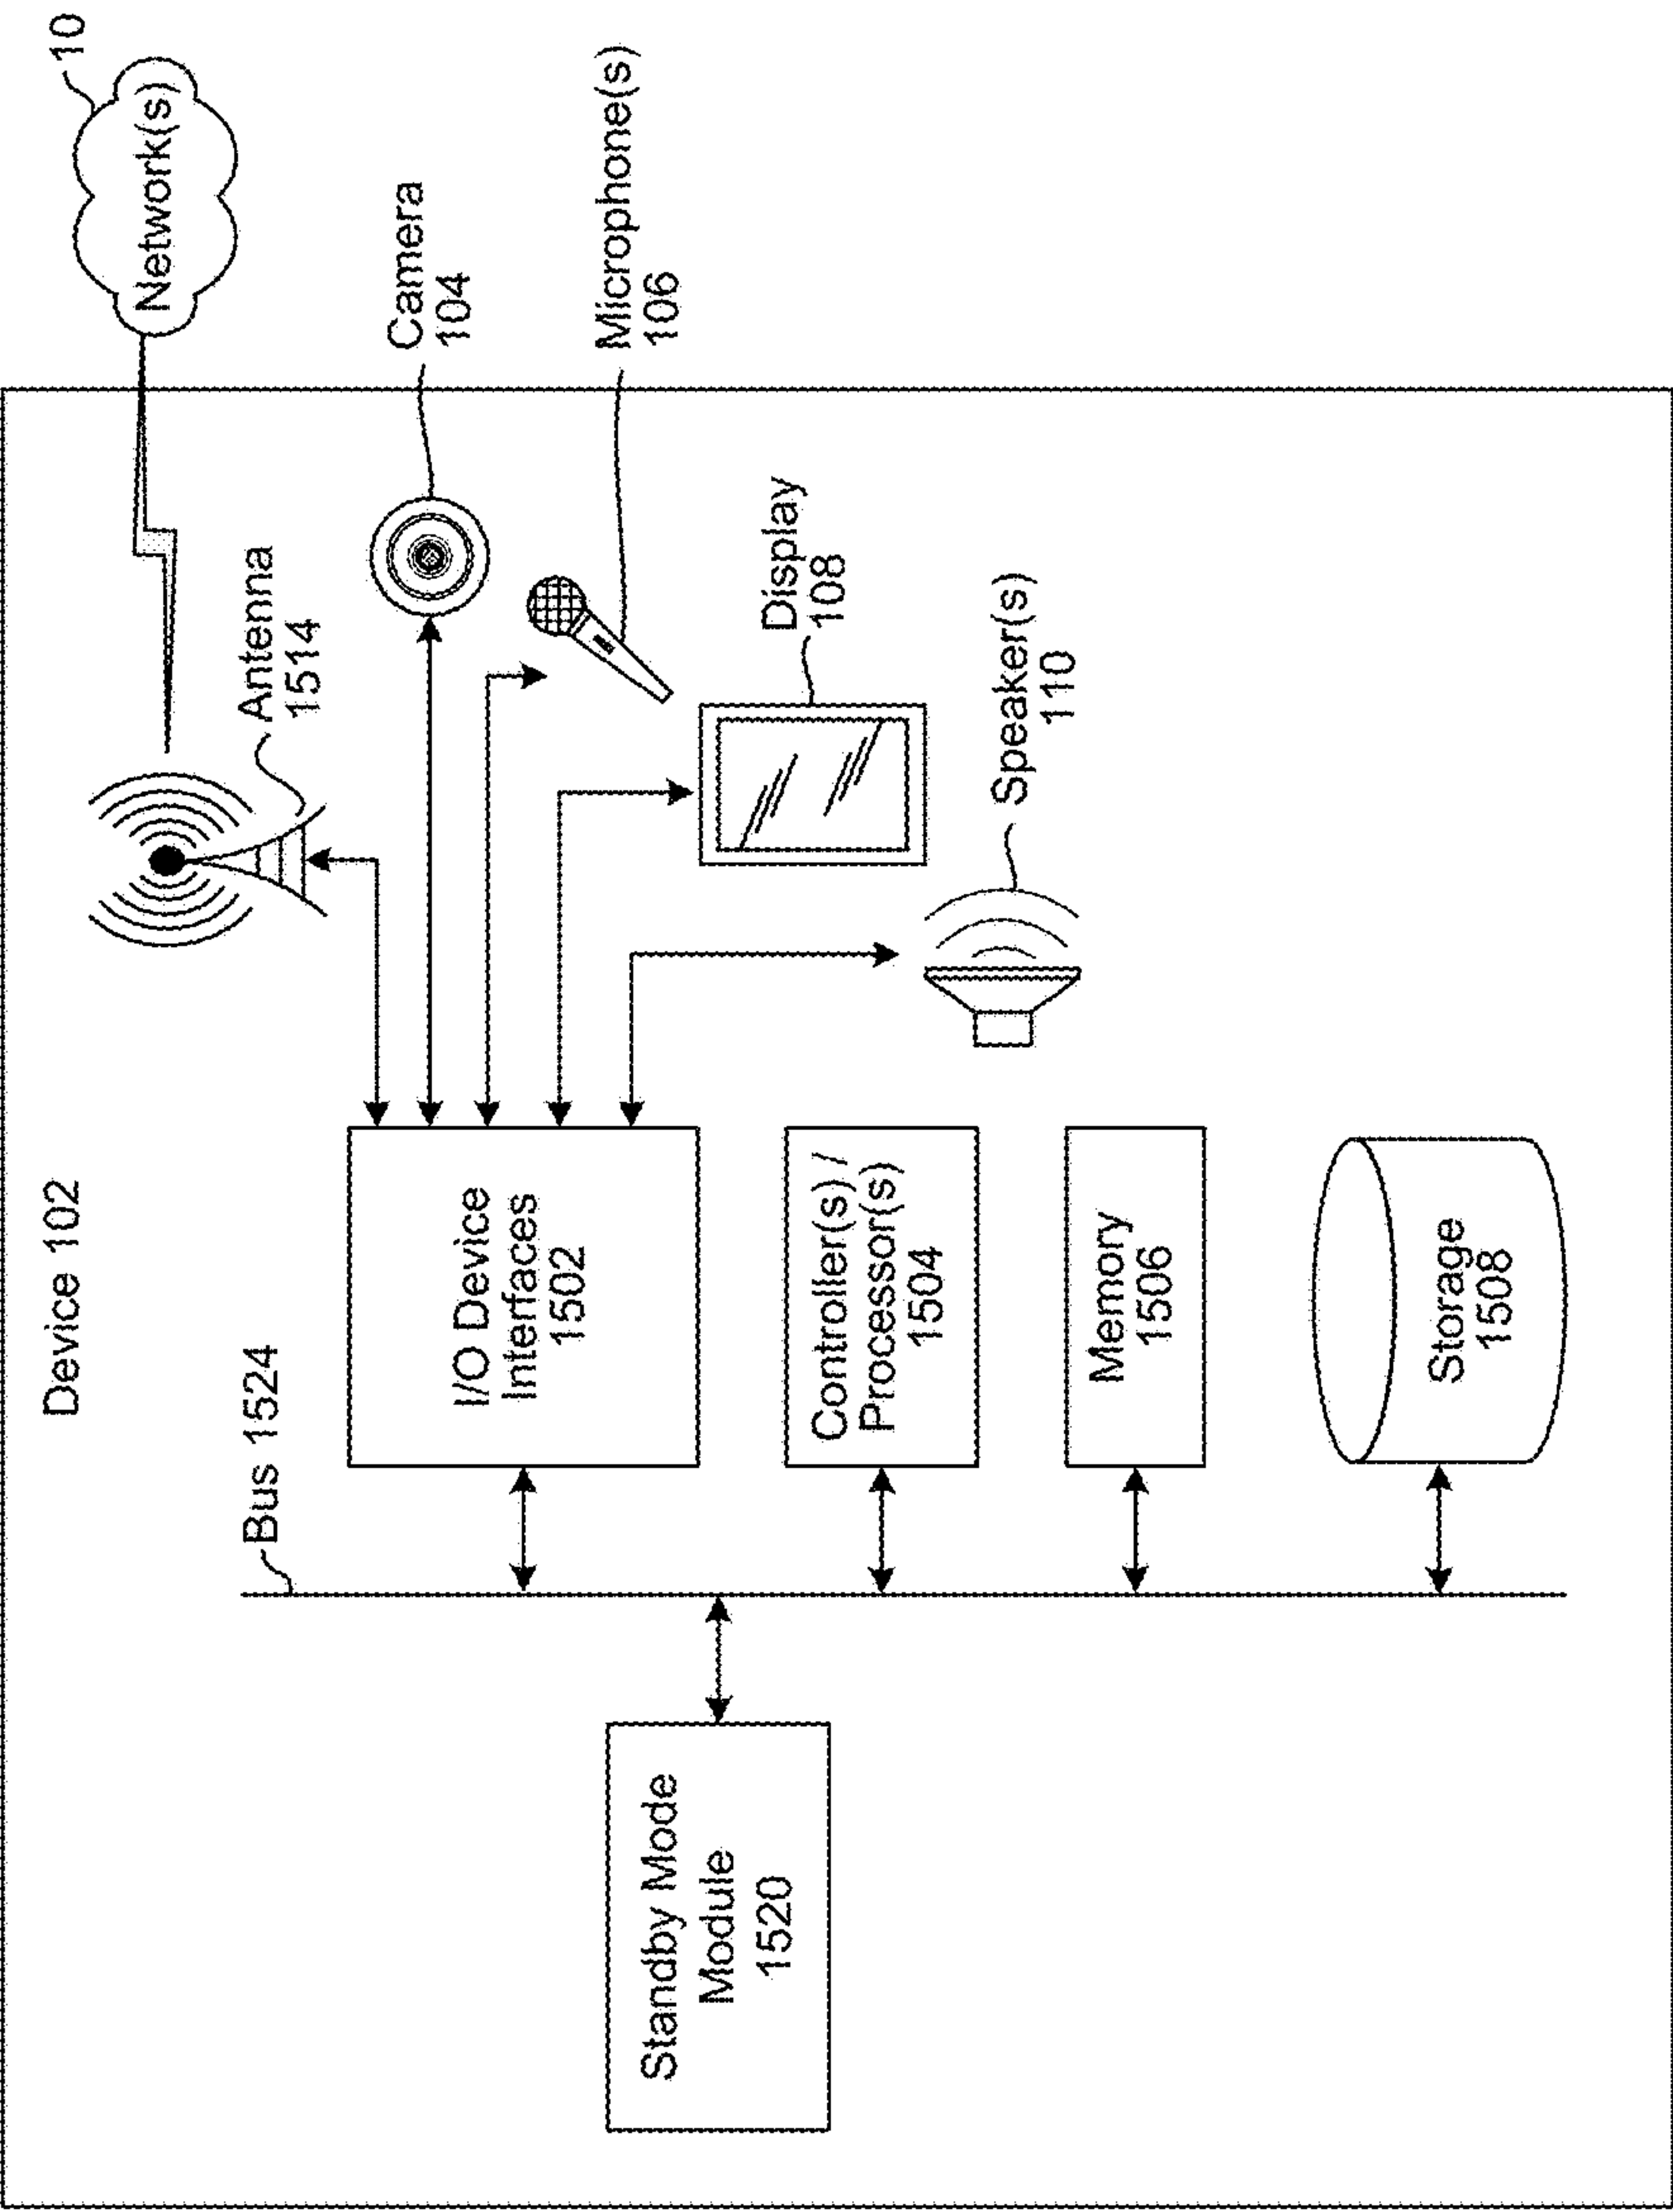 Device 102
Network(s)
10
Bus 1524
Antenna
1514
I/O Device
Interfaces
1502
Camera
104
Microphone(s)
106
Standby Mode
Module
1520
Controller(s) /
Processor(s)
1504
Display
108
Memory
1506
Speaker(s)
110
Storage
1508